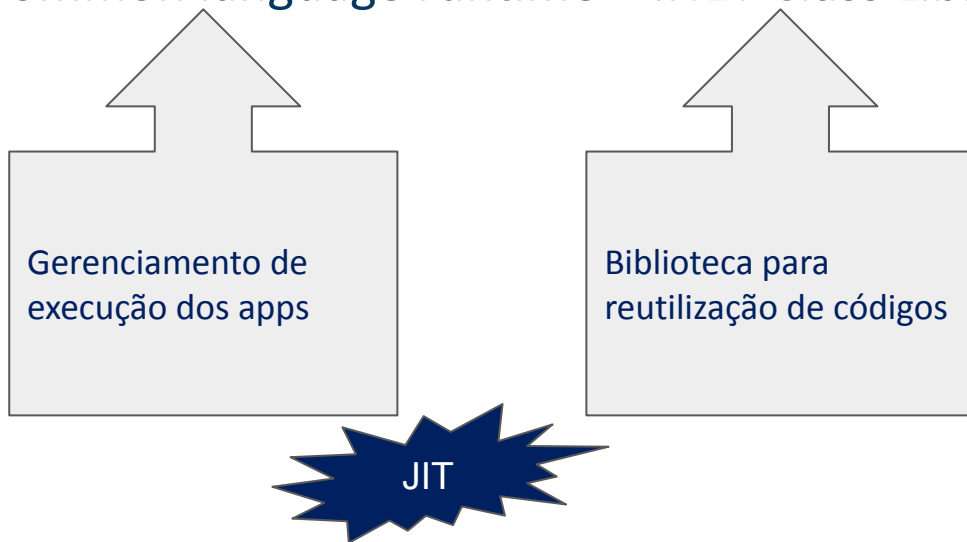 Gerenciamento de
execução dos apps
Biblioteca para
reutilização de códigos
JIT